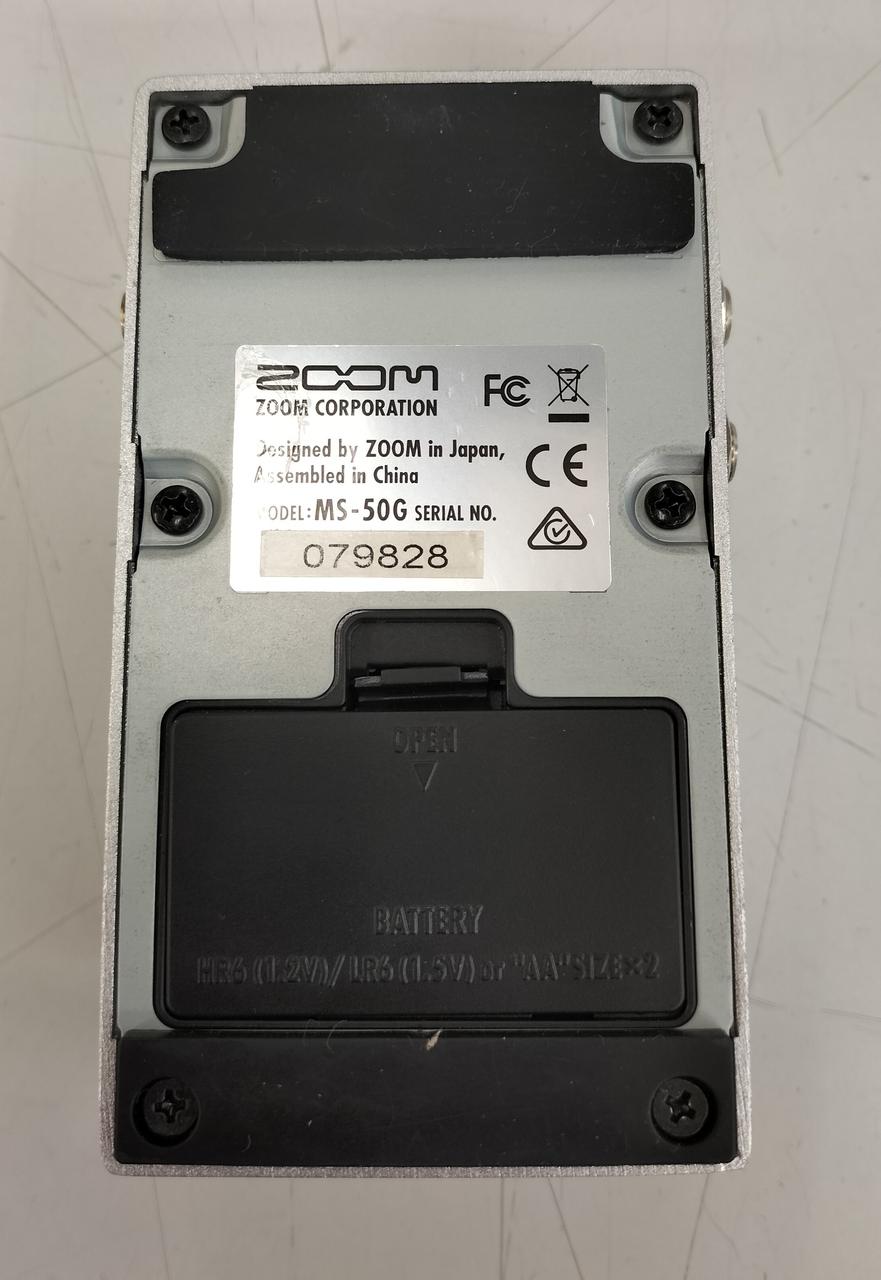 ZOOM
ZOOM CORPORATION
FC
CE
Designed by ZOOM in Japan,
Assembled in China
MODEL: MS-50G SERIAL NO.
079828
OPEN
BATTERY
HR6 (1.2V)/ LR6 (1.5V) or "AA"SIZE×2